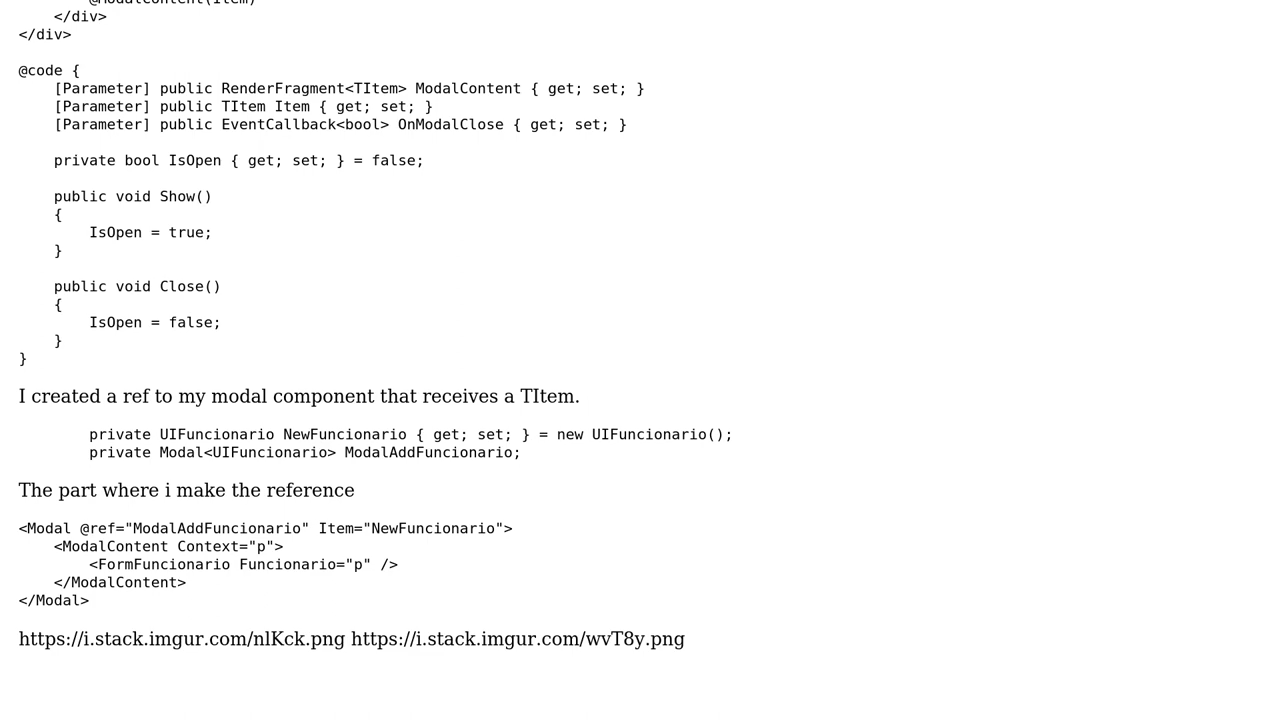 @ModalContent(Item)
    </div>
</div>

@code {
    [Parameter] public RenderFragment<TItem> ModalContent { get; set; }
    [Parameter] public TItem Item { get; set; }
    [Parameter] public EventCallback<bool> OnModalClose { get; set; }

    private bool IsOpen { get; set; } = false;

    public void Show()
    {
        IsOpen = true;
    }

    public void Close()
    {
        IsOpen = false;
    }
}
I created a ref to my modal component that receives a TItem.
        private UIFuncionario NewFuncionario { get; set; } = new UIFuncionario();
        private Modal<UIFuncionario> ModalAddFuncionario;
The part where i make the reference
<Modal @ref="ModalAddFuncionario" Item="NewFuncionario">
    <ModalContent Context="p">
        <FormFuncionario Funcionario="p" />
    </ModalContent>
</Modal>
https://i.stack.imgur.com/nlKck.png https://i.stack.imgur.com/wvT8y.png